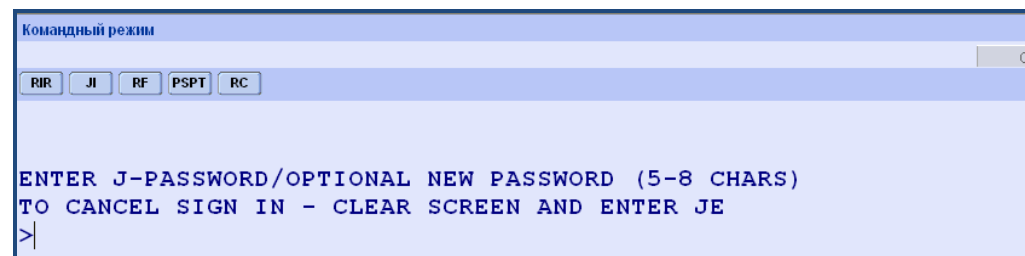 Командный режим
RIR JI RF PSPT RC
ENTER J-PASSWORD/OPTIONAL NEW PASSWORD (5-8 CHARS)
TO CANCEL SIGN IN - CLEAR SCREEN AND ENTER JE
>